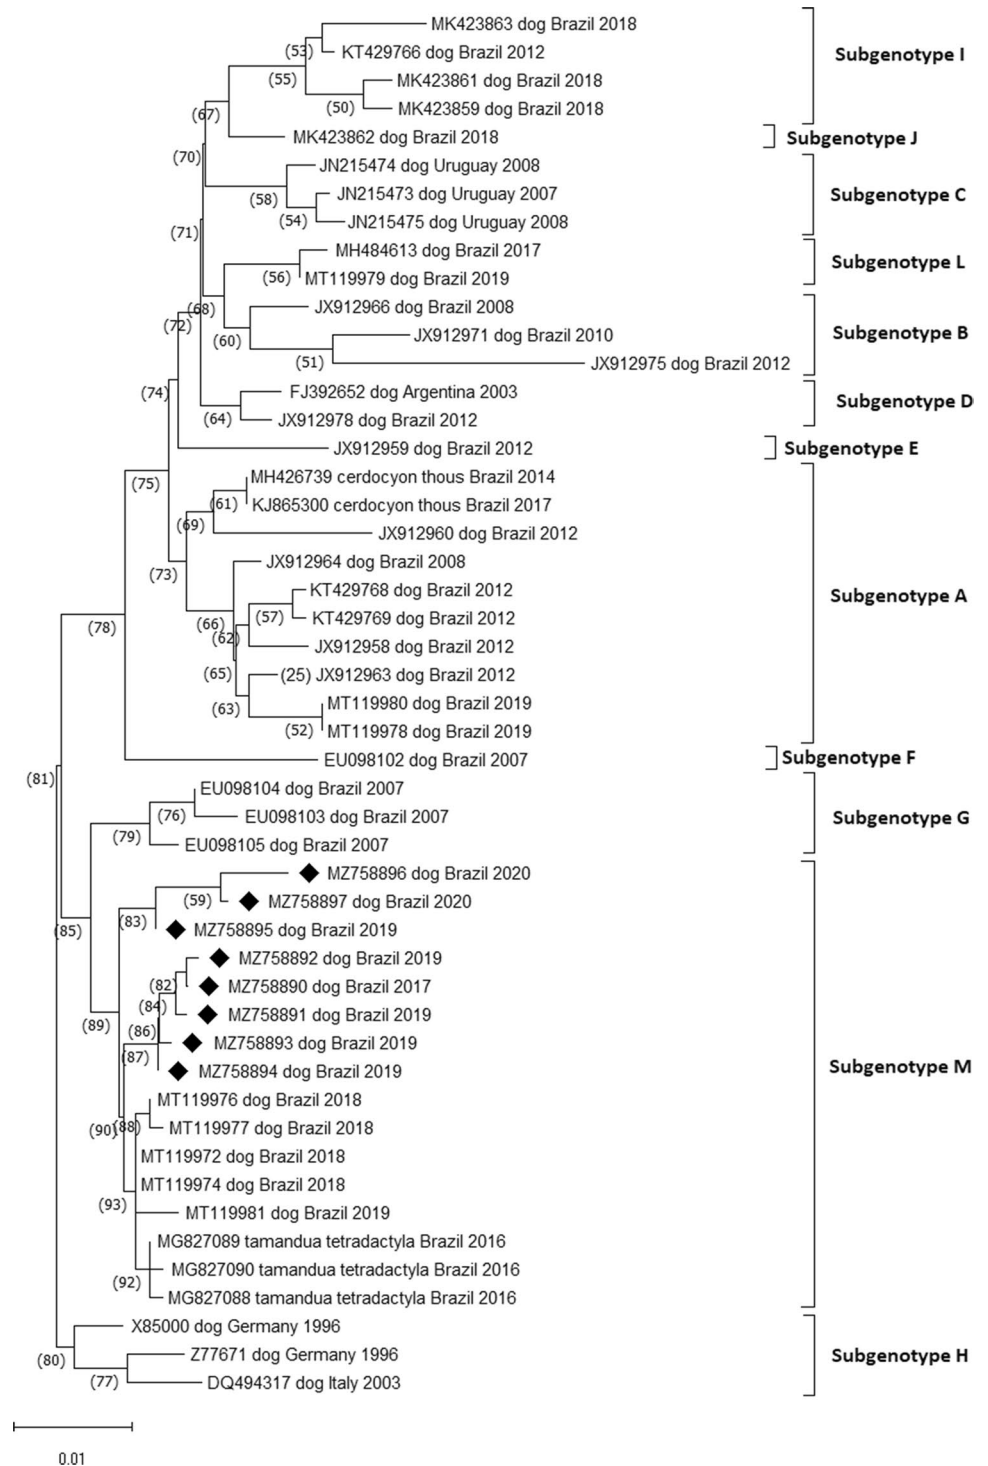 MK423863 dog Brazil 2018
(53)
KT429766 dog Brazil 2012
Subgenotype I
(55)
MK423861 dog Brazil 2018
(50)
MK423859 dog Brazil 2018
(67)
MK423862 dog Brazil 2018
Subgenotype J
(70)
JN215474 dog Uruguay 2008
(58)
JN215473 dog Uruguay 2007
Subgenotype C
(54)
JN215475 dog Uruguay 2008
(71)
MH484613 dog Brazil 2017
Subgenotype L
(56)
MT119979 dog Brazil 2019
(68)
JX912966 dog Brazil 2008
(72)
(60)
JX912971 dog Brazil 2010
Subgenotype B
(51)
JX912975 dog Brazil 2012
(74)
FJ392652 dog Argentina 2003
Subgenotype D
(64)
JX912978 dog Brazil 2012
JX912959 dog Brazil 2012
Subgenotype E
(75)
MH426739 cerdocyon thous Brazil 2014
(61)
KJ865300 cerdocyon thous Brazil 2017
(69)
JX912960 dog Brazil 2012
(73)
JX912964 dog Brazil 2008
KT429768 dog Brazil 2012
Subgenotype A
(57)
KT429769 dog Brazil 2012
(66)
(78)
(62)
JX912958 dog Brazil 2012
(65)
(25) JX912963 dog Brazil 2012
(63)
MT119980 dog Brazil 2019
(52)
MT119978 dog Brazil 2019
EU098102 dog Brazil 2007
Subgenotype F
(81)
EU098104 dog Brazil 2007
(76)
EU098103 dog Brazil 2007
Subgenotype G
(79)
EU098105 dog Brazil 2007
MZ758896 dog Brazil 2020
(59)
MZ758897 dog Brazil 2020
(83)
(85)
MZ758895 dog Brazil 2019
MZ758892 dog Brazil 2019
(82)
MZ758890 dog Brazil 2017
(84)
MZ758891 dog Brazil 2019
(89)
(86)
MZ758893 dog Brazil 2019
(87)
MZ758894 dog Brazil 2019
Subgenotype M
MT119976 dog Brazil 2018
(90)
(88)
MT119977 dog Brazil 2018
MT119972 dog Brazil 2018
MT119974 dog Brazil 2018
(93)
MT119981 dog Brazil 2019
MG827089 tamandua tetradactyla Brazil 2016
MG827090 tamandua tetradactyla Brazil 2016
(92)
MG827088 tamandua tetradactyla Brazil 2016
X85000 dog Germany 1996
(80)
Z77671 dog Germany 1996
Subgenotype H
(77)
DQ494317 dog Italy 2003
0.01